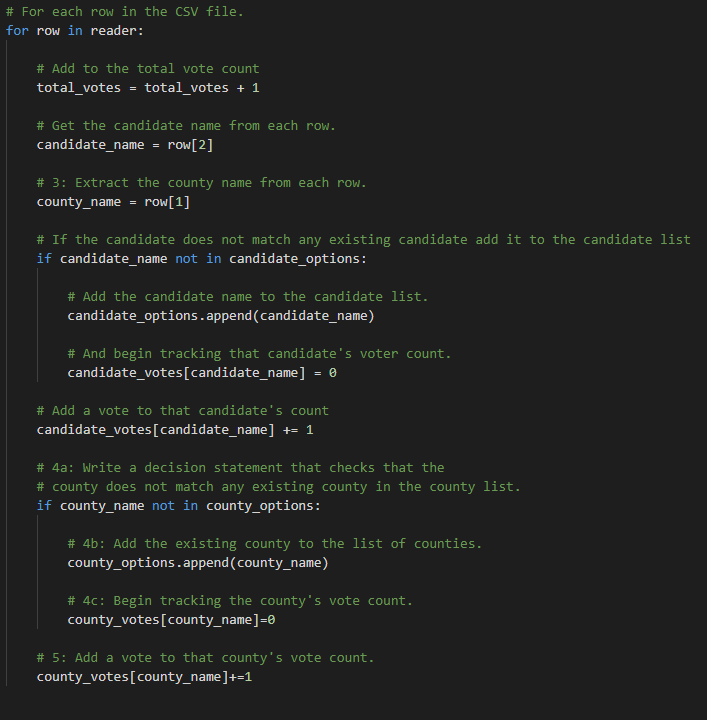 # For each row in the CSV file.
for row in reader:
# Add to the total vote count
total_votes = total_votes + 1
# Get the candidate name from each row.
candidate_name = row[2]
# 3: Extract the county name from each row.
county_name = row[1]
# If the candidate does not match any existing candidate add it to the candidate list
if candidate_name not in candidate_options:
# Add the candidate name to the candidate list.
candidate_options.append(candidate_name)
# And begin tracking that candidate's voter count.
candidate_votes[candidate_name] = 0
# Add a vote to that candidate's count
candidate_votes[candidate_name] += 1
# 4a: Write a decision statement that checks that the
# county does not match any existing county in the county list.
if county_name not in county_options:
# 4b: Add the existing county to the list of counties.
county_options.append(county_name)
# 4c: Begin tracking the county's vote count.
county_votes[county_name]=0
# 5: Add a vote to that county's vote count.
county_votes[county_name]+=1